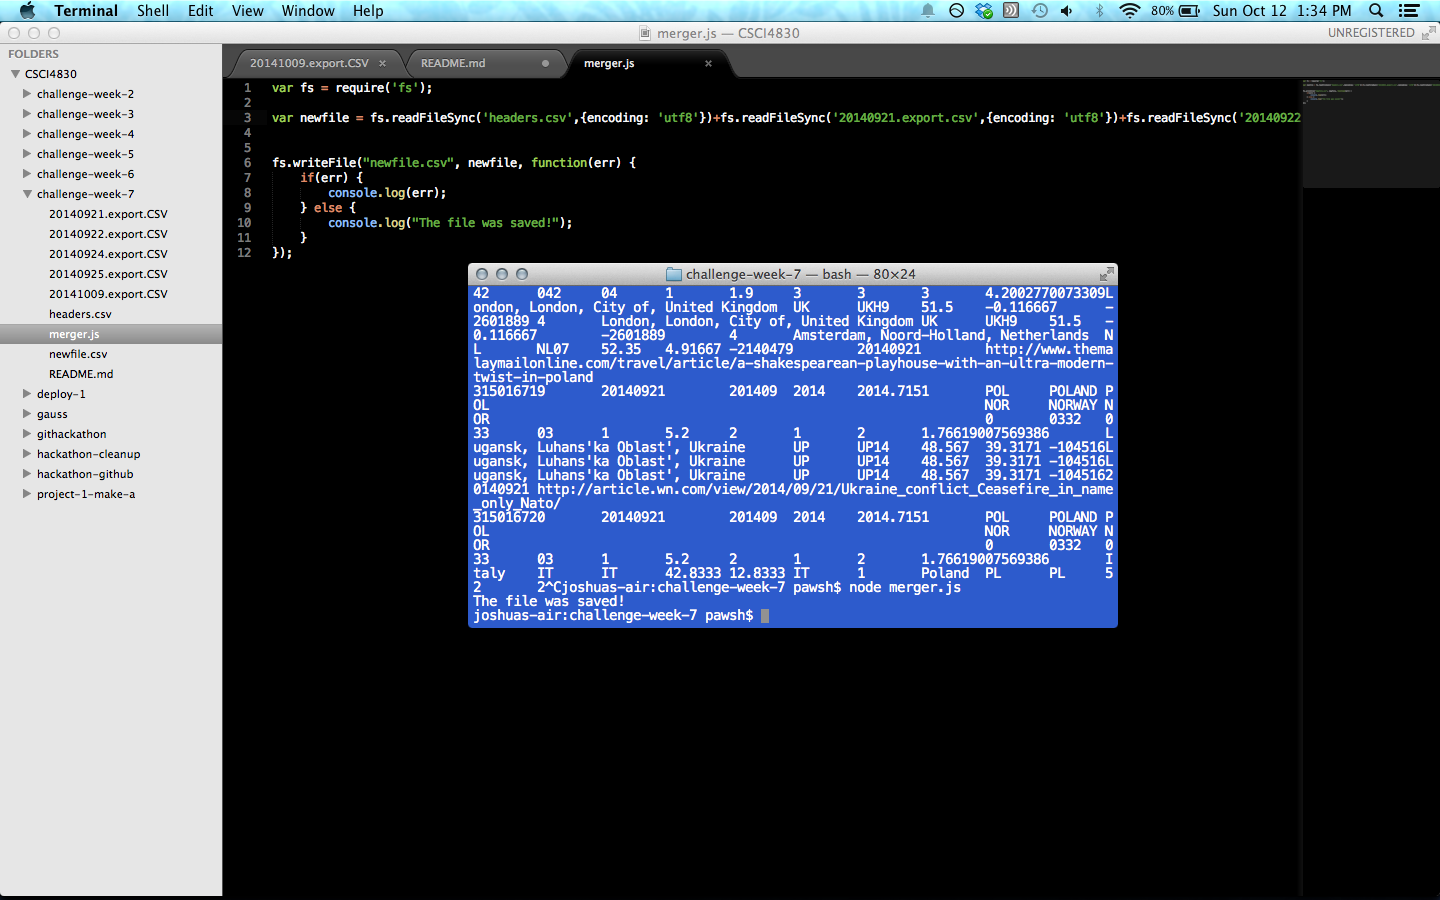 Terminal Shell Edit View Window Help 80% Sun Oct 12 1:34 PM
merger.js — CSCI4830 UNREGISTERED
FOLDERS
CSCI4830
challenge-week-2
challenge-week-3
challenge-week-4
challenge-week-5
challenge-week-6
challenge-week-7
20140921.export.CSV
20140922.export.CSV
20140924.export.CSV
20140925.export.CSV
20141009.export.CSV
headers.csv
merger.js
newfile.csv
README.md
deploy-1
gauss
githackathon
hackathon-cleanup
hackathon-github
project-1-make-a
20141009.export.CSV × README.md merger.js ×
1 var fs = require('fs');
2
3 var newfile = fs.readFileSync('headers.csv',{encoding: 'utf8'})+fs.readFileSync('20140921.export.csv',{encoding: 'utf8'})+fs.readFileSync('20140922
4
5
6 fs.writeFile("newfile.csv", newfile, function(err) {
7 if(err) {
8 console.log(err);
9 } else {
10 console.log("The file was saved!");
11 }
12 });
challenge-week-7 — bash — 80×24
42 042 04 1 1.9 3 3 3 4.2002770073309L
ondon, London, City of, United Kingdom UK UKH9 51.5 -0.116667 -
2601889 4 London, London, City of, United Kingdom UK UKH9 51.5 -
0.116667 -2601889 4 Amsterdam, Noord-Holland, Netherlands N
L NL07 52.35 4.91667 -2140479 20140921 http://www.thema
laymailonline.com/travel/article/a-shakespearean-playhouse-with-an-ultra-modern-
twist-in-poland
315016719 20140921 201409 2014 2014.7151 POL POLAND P
OL NOR NORWAY N
OR 0 0332 0
33 03 1 5.2 2 1 2 1.76619007569386 L
ugansk, Luhans'ka Oblast', Ukraine UP UP14 48.567 39.3171 -104516L
ugansk, Luhans'ka Oblast', Ukraine UP UP14 48.567 39.3171 -104516L
ugansk, Luhans'ka Oblast', Ukraine UP UP14 48.567 39.3171 -1045162
0140921 http://article.wn.com/view/2014/09/21/Ukraine_conflict_Ceasefire_in_name
_only_Nato/
315016720 20140921 201409 2014 2014.7151 POL POLAND P
OL NOR NORWAY N
OR 0 0332 0
33 03 1 5.2 2 1 2 1.76619007569386 I
taly IT IT 42.8333 12.8333 IT 1 Poland PL PL 5
2 2^Cjoshuas-air:challenge-week-7 pawsh$ node merger.js
The file was saved!
joshuas-air:challenge-week-7 pawsh$